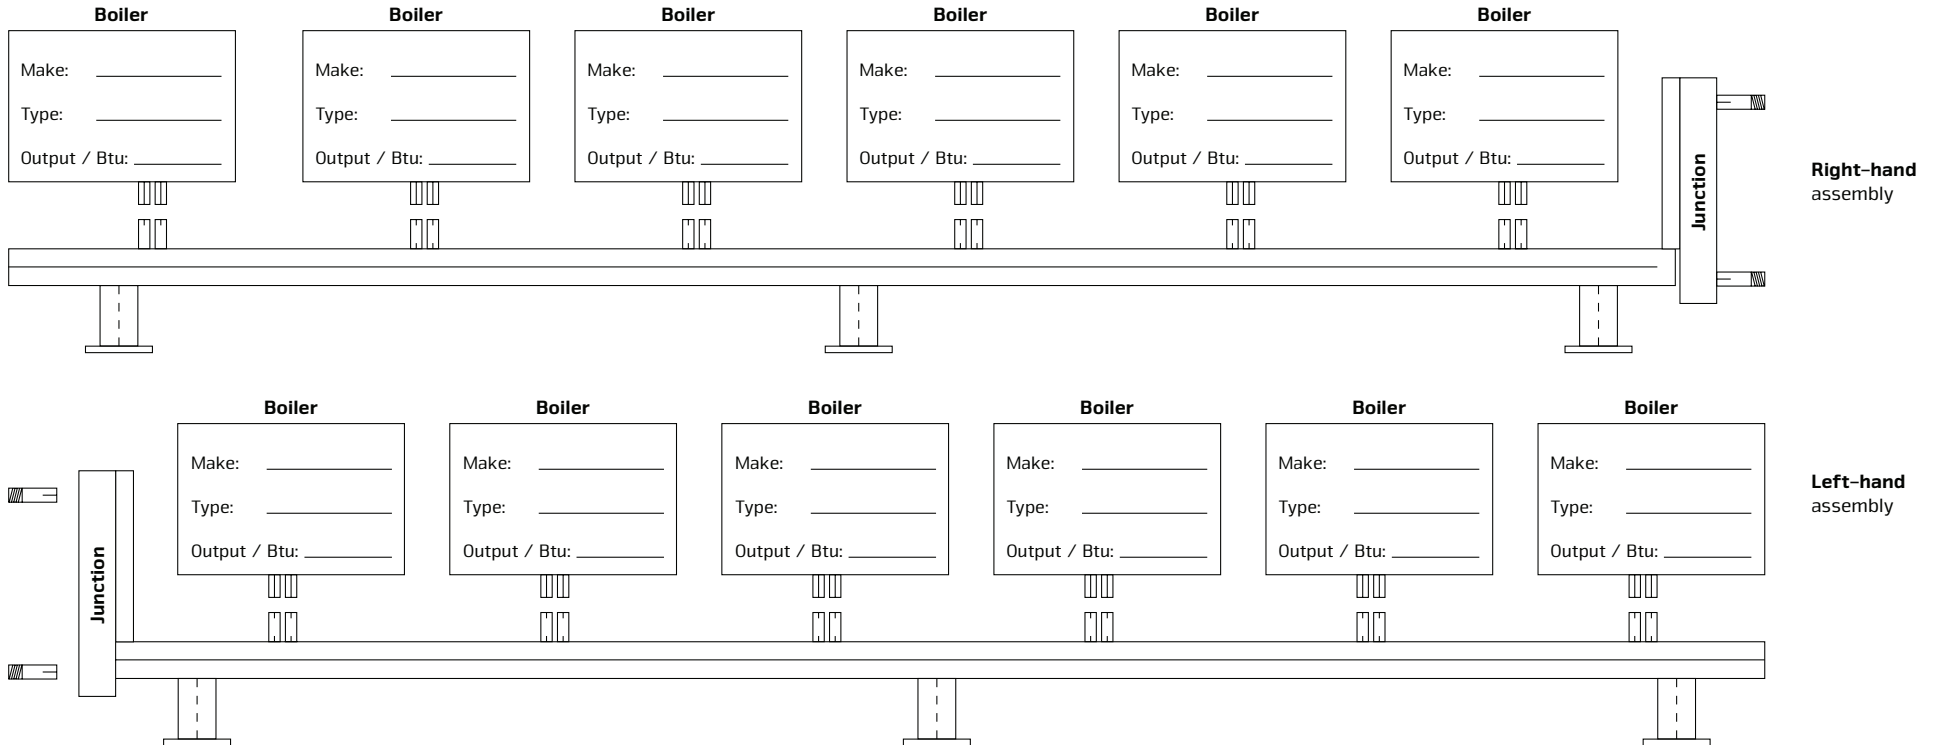 Boiler Boiler Boiler Boiler Boiler Boiler
Make: Make: Make: Make: Make: Make:
Type: Type: Type: Type: Type: Type:
Output / Btu: Output / Btu: Output / Btu: Output / Btu: Output / Btu: Output / Btu:
Junction
Right-hand
assembly
Boiler Boiler Boiler Boiler Boiler Boiler
Make: Make: Make: Make: Make: Make:
Type: Type: Type: Type: Type: Type:
Output / Btu: Output / Btu: Output / Btu: Output / Btu: Output / Btu: Output / Btu:
Junction
Left-hand
assembly